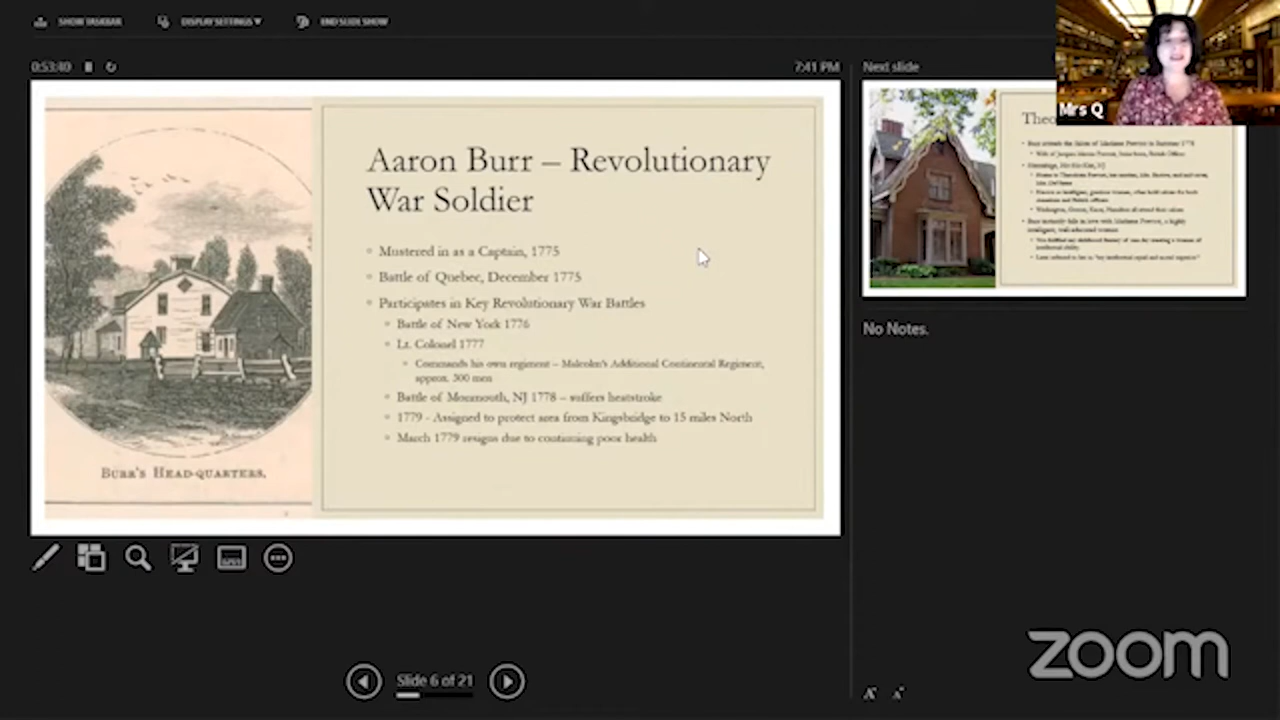 SHOW TASKBAR
DISPLAY SETTINGS ▾
END SLIDE SHOW
0:53:40
7:41 PM
Next slide
Mrs Q
Aaron Burr – Revolutionary
War Soldier
Mustered in as a Captain, 1775
Battle of Quebec, December 1775
Participates in Key Revolutionary War Battles
Battle of New York 1776
Lt. Colonel 1777
Commands his own regiment – Malcolm's Additional Continental Regiment,
approx. 300 men
Battle of Monmouth, NJ 1778 – suffers heatstroke
1779 - Assigned to protect area from Kingsbridge to 15 miles North
March 1779 resigns due to continuing poor health
BURR'S HEAD-QUARTERS.
No Notes.
Slide 6 of 21
zoom